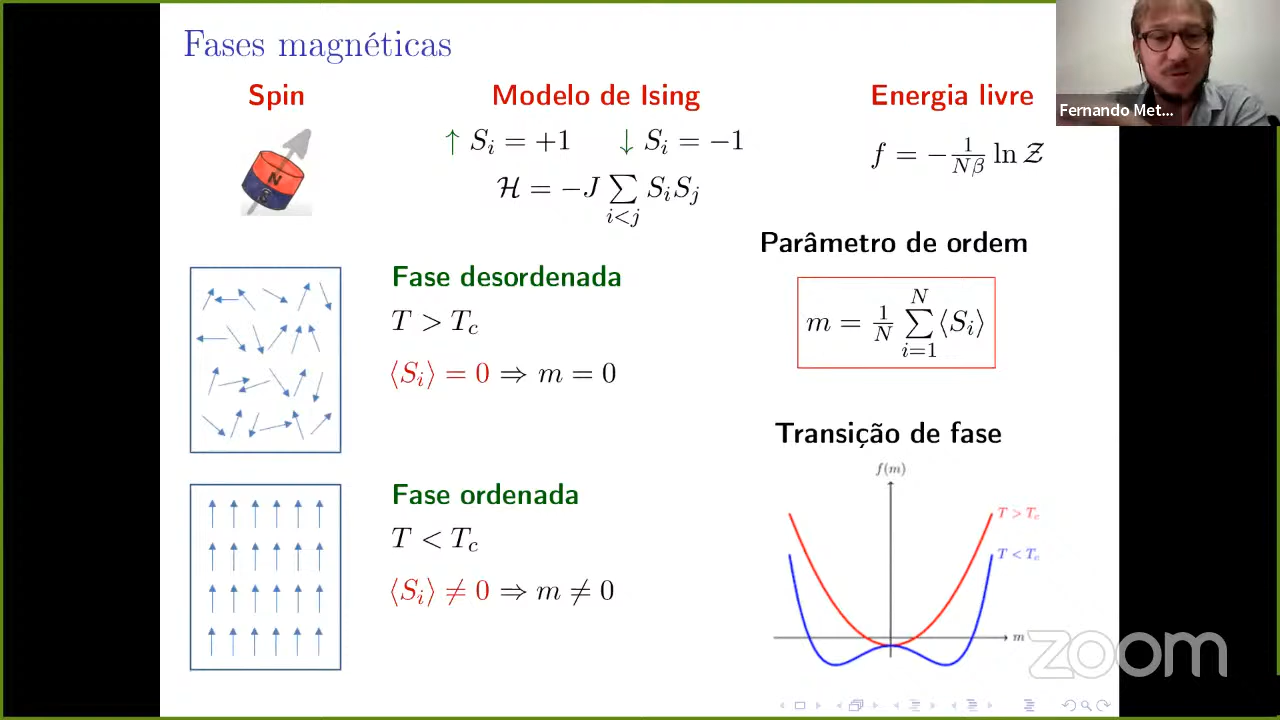 Fases magnéticas
Spin
N
S
Modelo de Ising
↑ S_i = +1 ↓ S_i = −1
ℋ = −J ∑_{i<j} S_i S_j
Energia livre
f = −\frac{1}{Nβ} ln 𝒵
Fernando Met...
Parâmetro de ordem
m = \frac{1}{N} ∑_{i=1}^{N} ⟨S_i⟩
Fase desordenada
T > T_c
⟨S_i⟩ = 0 ⇒ m = 0
Fase ordenada
T < T_c
⟨S_i⟩ ≠ 0 ⇒ m ≠ 0
Transição de fase
f(m)
T > T_c
T < T_c
m
zoom